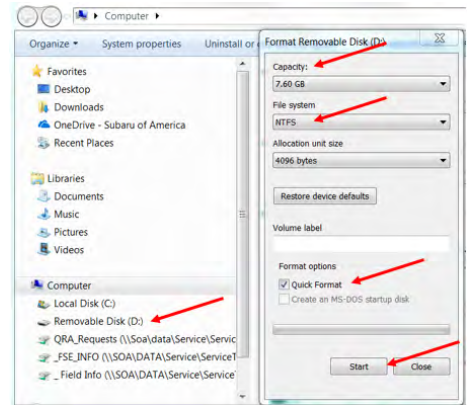 Computer
Organize
System properties
Uninstall or
Favorites
Desktop
Downloads
OneDrive - Subaru of America
Recent Places
Libraries
Documents
Music
Pictures
Videos
Computer
Local Disk (C:)
Removable Disk (D:)
QRA_Requests (\\Soa\data\Service\Servic
_FSE_INFO (\\SOA\DATA\Service\ServiceT
_ Field Info (\\SOA\DATA\Service\Service
Format Removable Disk (D:)
Capacity:
7.60 GB
File system
NTFS
Allocation unit size
4096 bytes
Restore device defaults
Volume label
Format options
Quick Format
Create an MS-DOS startup disk
Start
Close